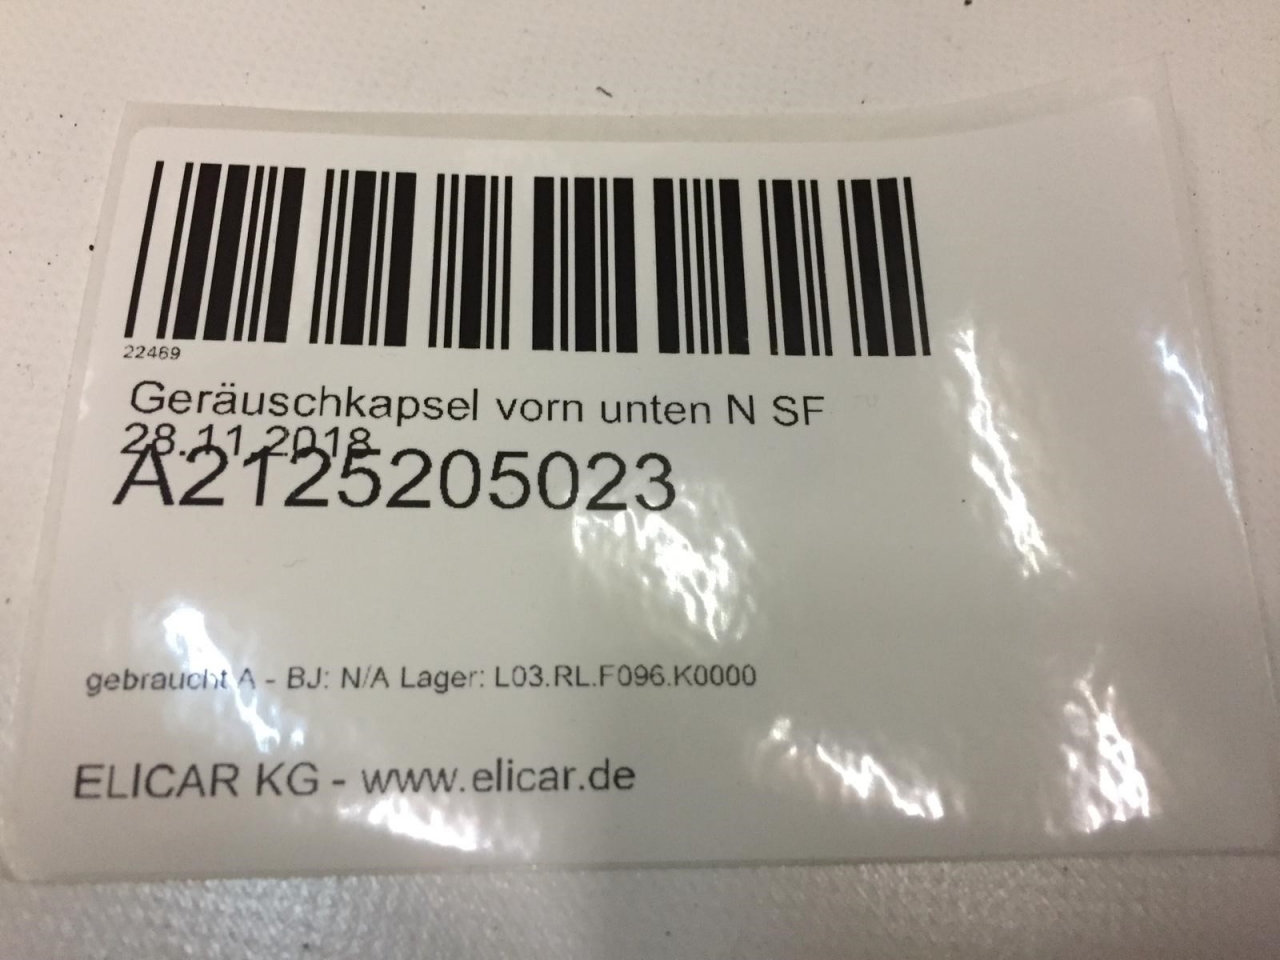 22469
Geräuschkapsel vorn unten N SF
28.11.2018
A2125205023
gebraucht A - BJ: N/A Lager: L03.RL.F096.K0000
ELICAR KG - www.elicar.de